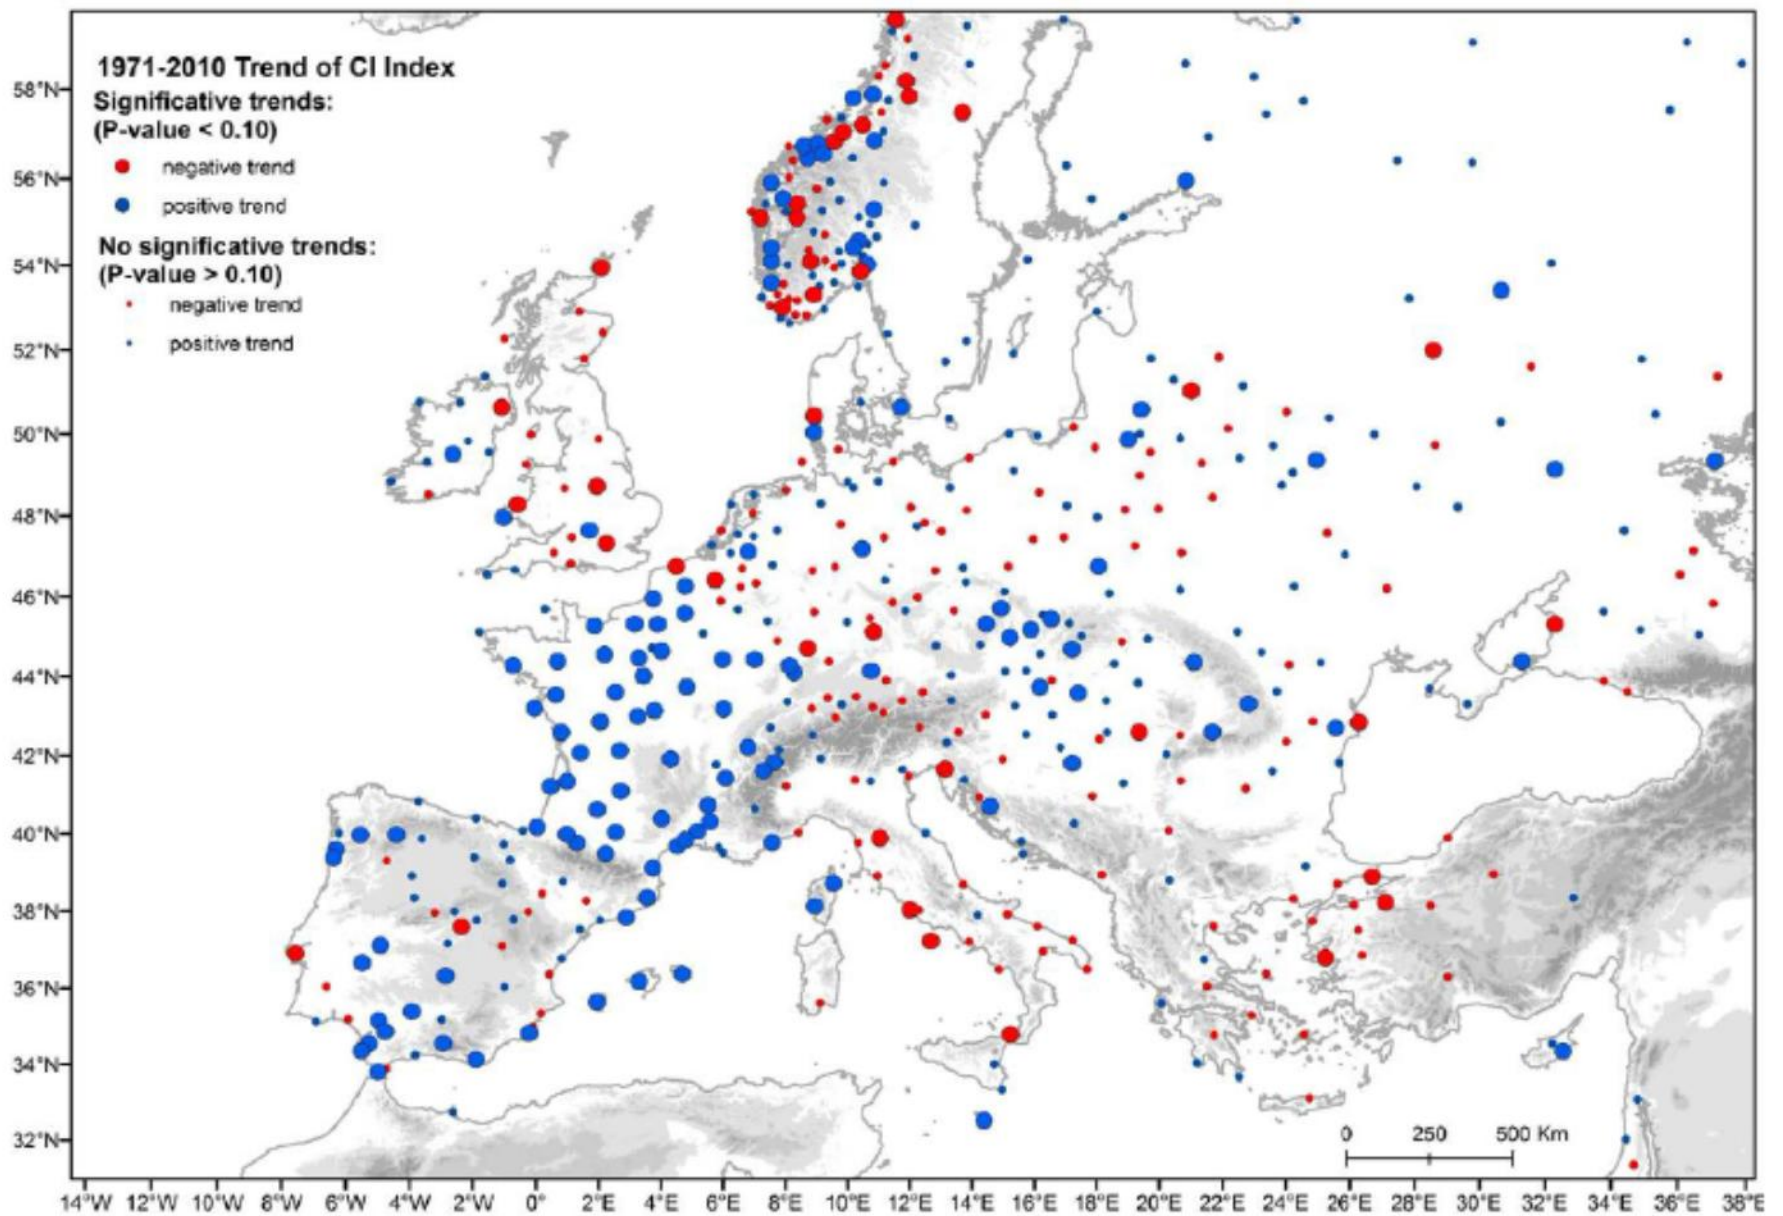 1971-2010 Trend of CI Index
Significative trends:
(P-value < 0.10)
negative trend
positive trend
No significative trends:
(P-value > 0.10)
negative trend
positive trend
58°N
56°N
54°N
52°N
50°N
48°N
46°N
44°N
42°N
40°N
38°N
36°N
34°N
32°N
0 250 500 Km
14°W 12°W 10°W 8°W 6°W 4°W 2°W 0° 2°E 4°E 6°E 8°E 10°E 12°E 14°E 16°E 18°E 20°E 22°E 24°E 26°E 28°E 30°E 32°E 34°E 36°E 38°E